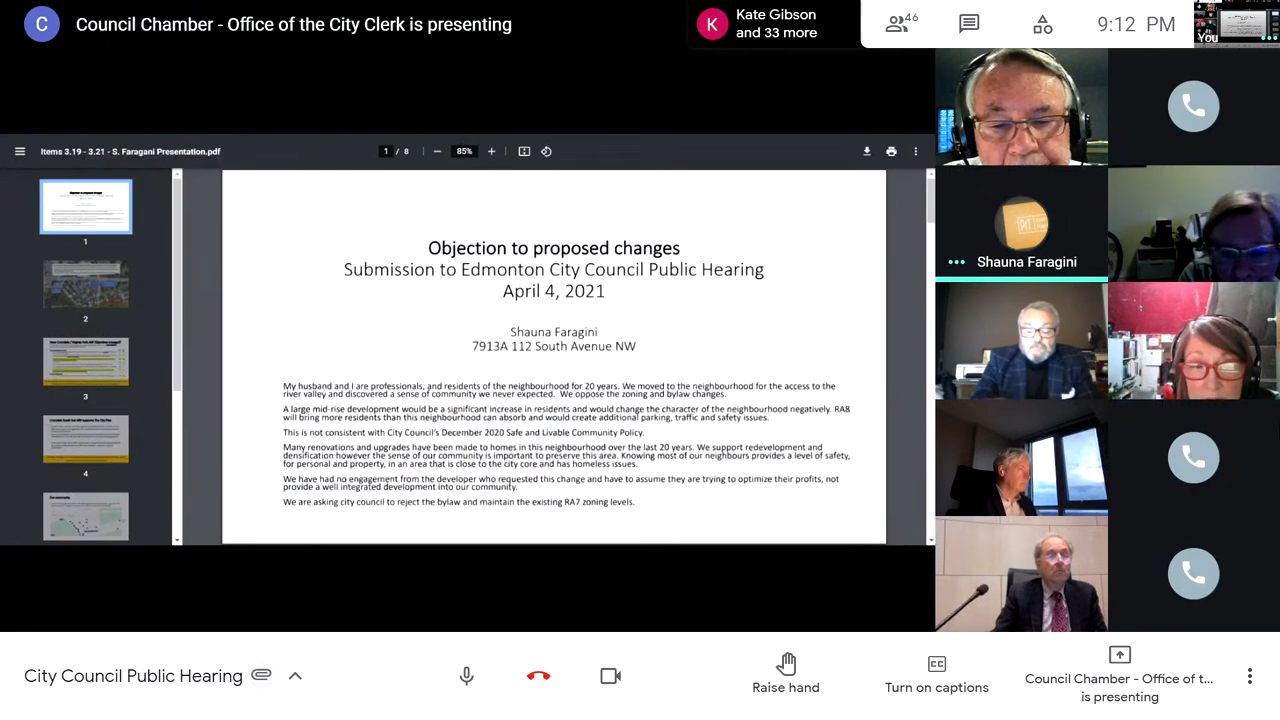 C
Council Chamber - Office of the City Clerk is presenting
K
Kate Gibson
and 33 more
46
9:12 PM
You
Items 3.19 - 3.21 - S. Faragani Presentation.pdf
1 / 8
85%
1
2
3
4
Objection to proposed changes
Submission to Edmonton City Council Public Hearing
April 4, 2021
Shauna Faragini
7913A 112 South Avenue NW
My husband and I are professionals, and residents of the neighbourhood for 20 years. We moved to the neighbourhood for the access to the
river valley and discovered a sense of community we never expected. We oppose the zoning and bylaw changes.
A large mid-rise development would be a significant increase in residents and would change the character of the neighbourhood negatively. RA8
will bring more residents than this neighbourhood can absorb and would create additional parking, traffic and safety issues.
This is not consistent with City Council's December 2020 Safe and Livable Community Policy.
Many renovations and upgrades have been made to homes in this neighbourhood over the last 20 years. We support redevelopment and
densification however the sense of our community is important to preserve this area. Knowing most of our neighbours provides a level of safety,
for personal and property, in an area that is close to the city core and has homeless issues.
We have had no engagement from the developer who requested this change and have to assume they are trying to optimize their profits, not
provide a well integrated development into our community.
We are asking city council to reject the bylaw and maintain the existing RA7 zoning levels.
Shauna Faragini
City Council Public Hearing
Raise hand
CC
Turn on captions
Council Chamber - Office of t...
is presenting